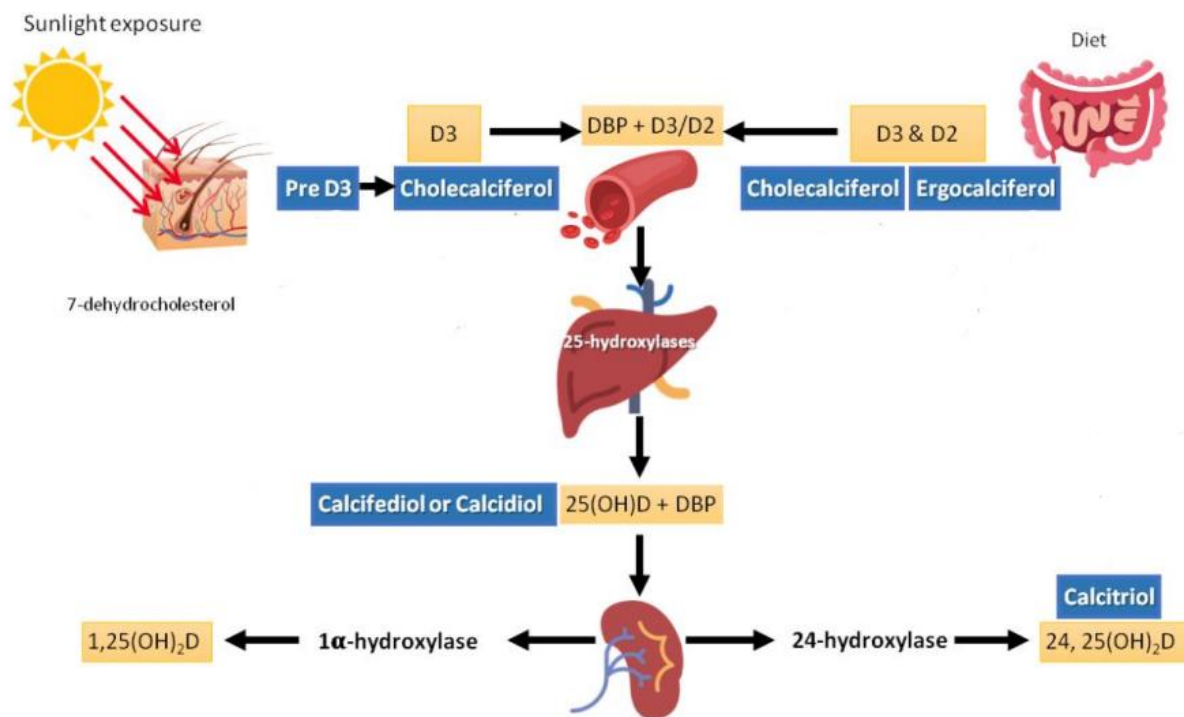 Sunlight exposure
Diet
D3
DBP + D3/D2
D3 & D2
Pre D3
Cholecalciferol
Cholecalciferol
Ergocalciferol
7-dehydrocholesterol
25-hydroxylases
Calcifediol or Calcidiol
25(OH)D + DBP
Calcitriol
1,25(OH)₂D
1α-hydroxylase
24-hydroxylase
24, 25(OH)₂D